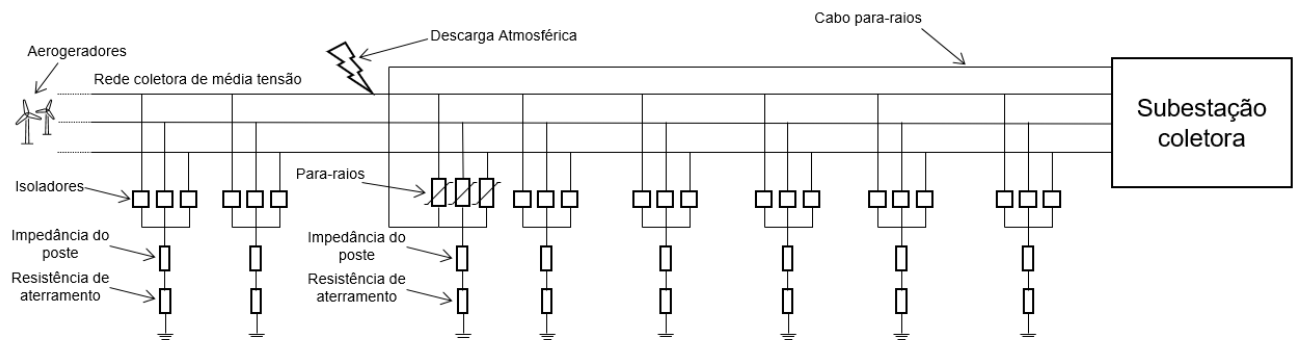 Cabo para-raios
Descarga Atmosférica
Aerogeradores
Rede coletora de média tensão
Subestação
coletora
Isoladores
Para-raios
Impedância do
poste
Impedância do
poste
Resistência de
aterramento
Resistência de
aterramento